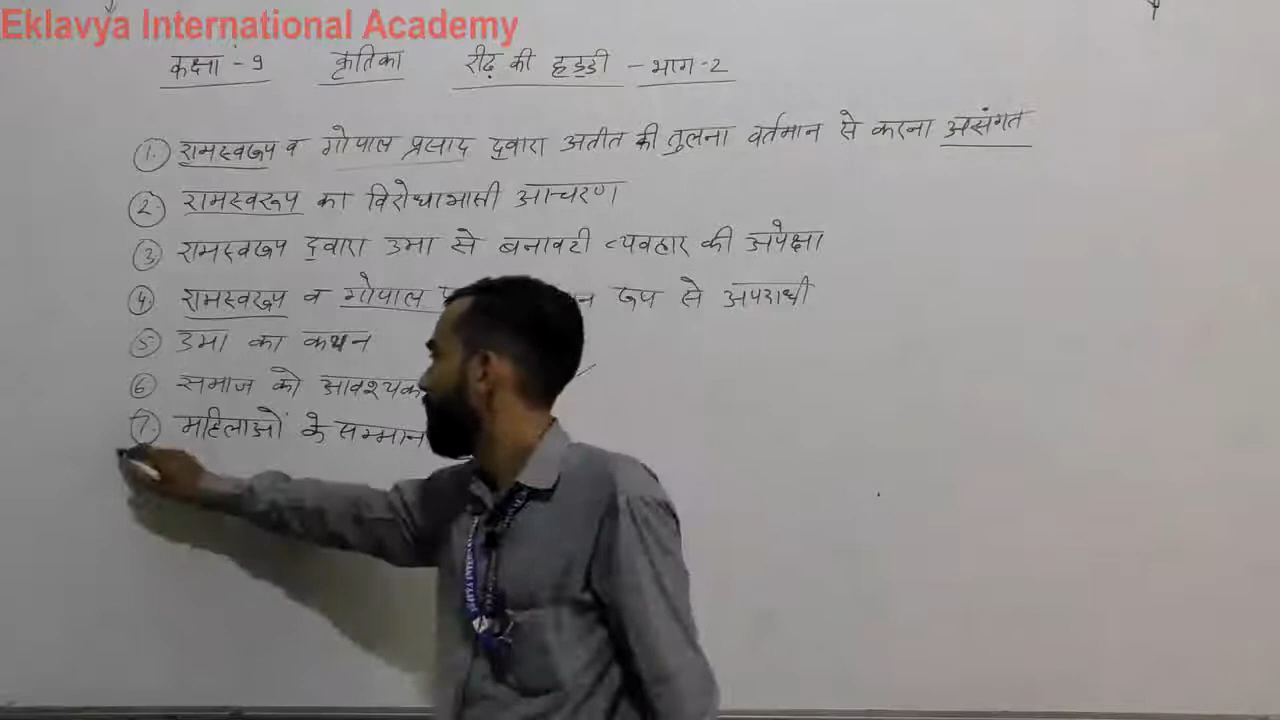 Eklavya International Academy
कक्षा - 9 कृतिका रीढ़ की हड्डी - भाग-2
1. रामस्वरूप व गोपाल प्रसाद द्वारा अतीत की तुलना वर्तमान से करना असंगत
2. रामस्वरूप का विरोधाभासी आचरण
3. रामस्वरूप द्वारा उमा से बनावटी व्यवहार की अपेक्षा
4. रामस्वरूप व गोपाल रूप से अपराधी
5. उमा का कथन
6. समाज को
7. महिलाओं के सम्मान